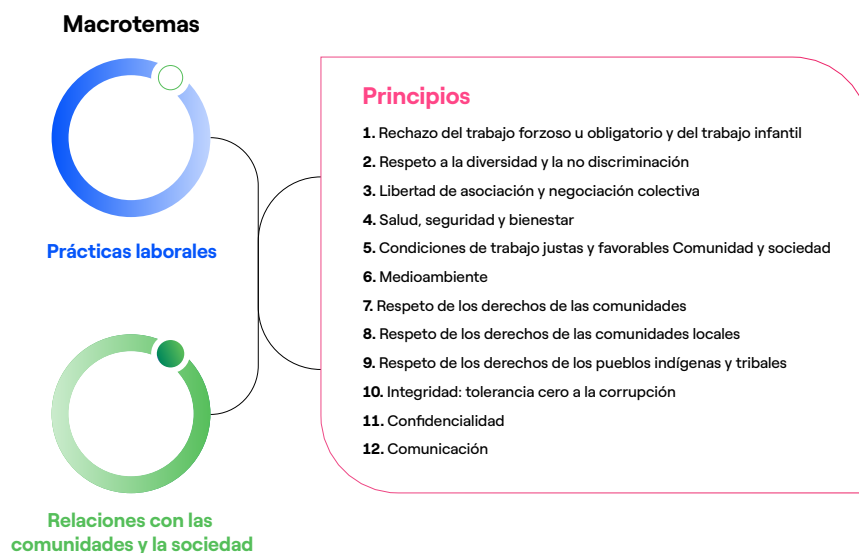 Macrotemas
Prácticas laborales
Relaciones con las
comunidades y la sociedad
Principios
1. Rechazo del trabajo forzoso u obligatorio y del trabajo infantil
2. Respeto a la diversidad y la no discriminación
3. Libertad de asociación y negociación colectiva
4. Salud, seguridad y bienestar
5. Condiciones de trabajo justas y favorables Comunidad y sociedad
6. Medioambiente
7. Respeto de los derechos de las comunidades
8. Respeto de los derechos de las comunidades locales
9. Respeto de los derechos de los pueblos indígenas y tribales
10. Integridad: tolerancia cero a la corrupción
11. Confidencialidad
12. Comunicación